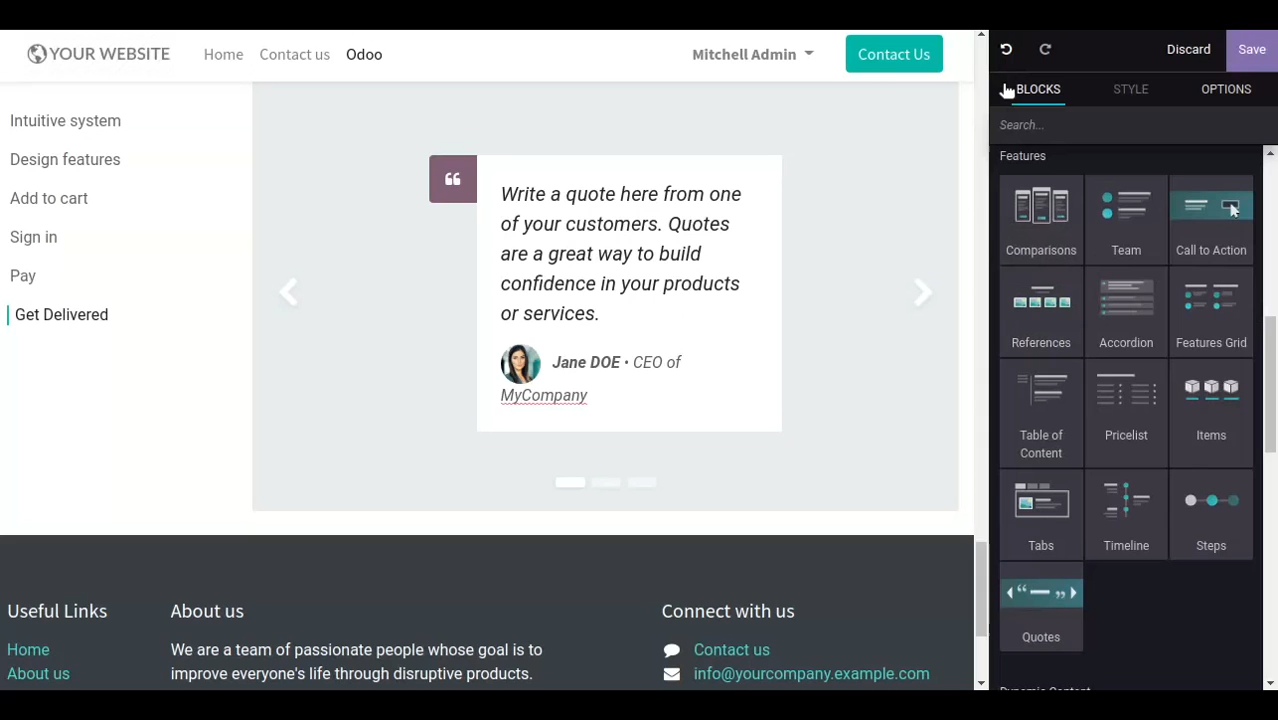 YOUR WEBSITE Home Contact us Odoo Mitchell Admin Contact Us
Discard Save
BLOCKS STYLE OPTIONS
Search...
Intuitive system
Design features
Add to cart
Sign in
Pay
Get Delivered
Write a quote here from one
of your customers. Quotes
are a great way to build
confidence in your products
or services.
Jane DOE • CEO of
MyCompany
Features
Comparisons Team Call to Action
References Accordion Features Grid
Table of
Content
Pricelist Items
Tabs Timeline Steps
Quotes
Dynamic Content
Useful Links
Home
About us
About us
We are a team of passionate people whose goal is to
improve everyone's life through disruptive products.
Connect with us
Contact us
info@yourcompany.example.com